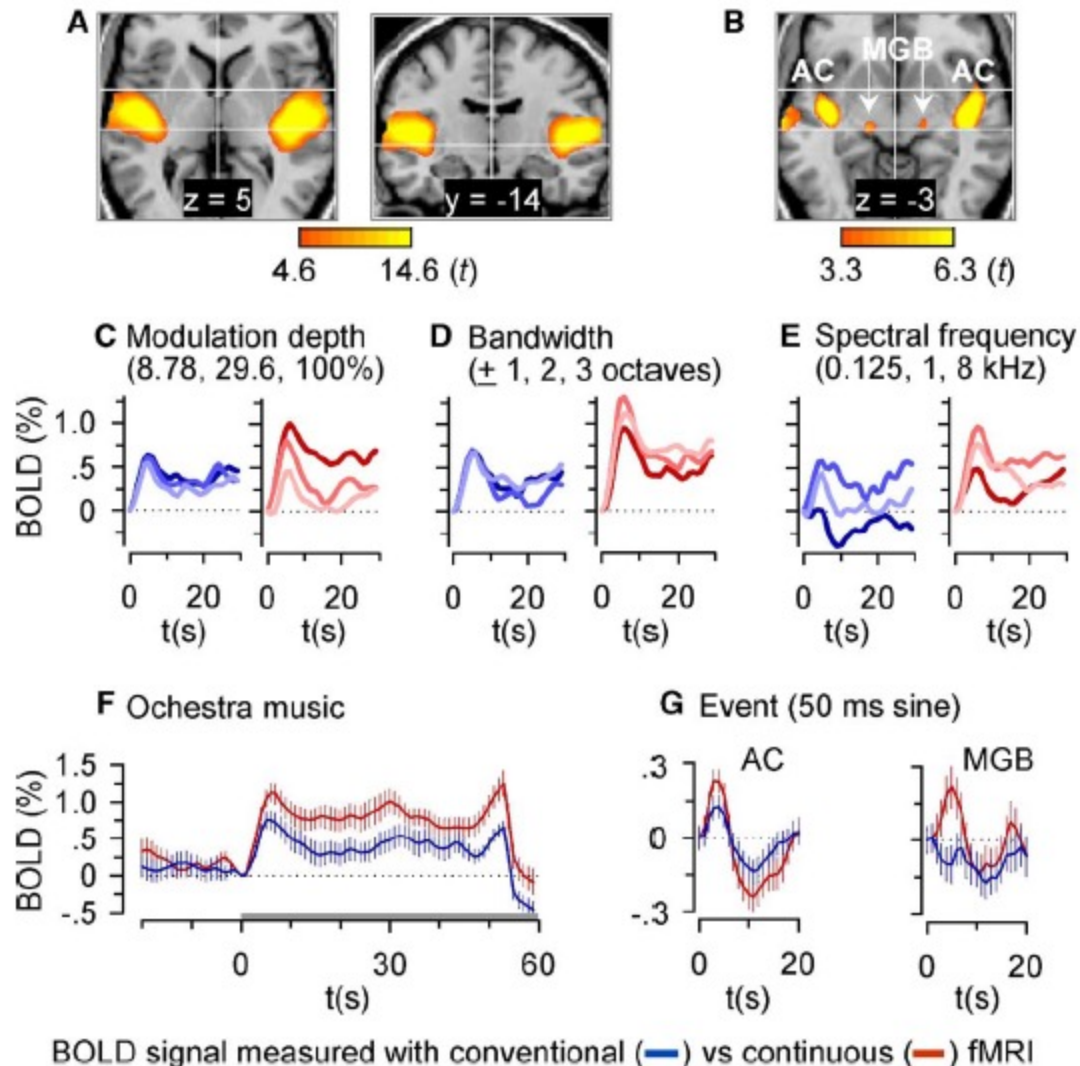 A
B
MGB
AC AC
z = 5
y = -14
z = -3
4.6 14.6 (t)
3.3 6.3 (t)
C Modulation depth
(8.78, 29.6, 100%)
D Bandwidth
(± 1, 2, 3 octaves)
E Spectral frequency
(0.125, 1, 8 kHz)
BOLD (%)
1.0
.5
0
0 20 0 20
t(s) t(s)
0 20 0 20
t(s) t(s)
0 20 0 20
t(s) t(s)
F Ochestra music
BOLD (%)
1.5
1.0
.5
0
-.5
0 30 60
t(s)
G Event (50 ms sine)
AC MGB
.3
0
-.3
0 20 0 20
t(s) t(s)
BOLD signal measured with conventional (—) vs continuous (—) fMRI